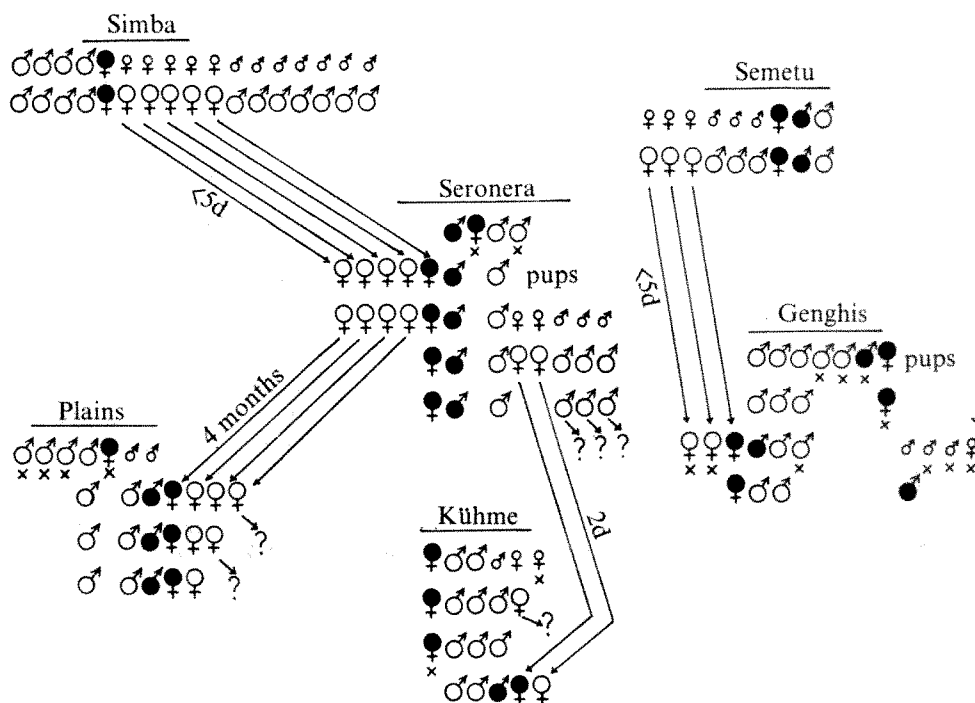 Simba
Semetu
<5d
Seronera
pups
<5d
Genghis
pups
4 months
Plains
? ? ?
?
2d
Kühme
?
?